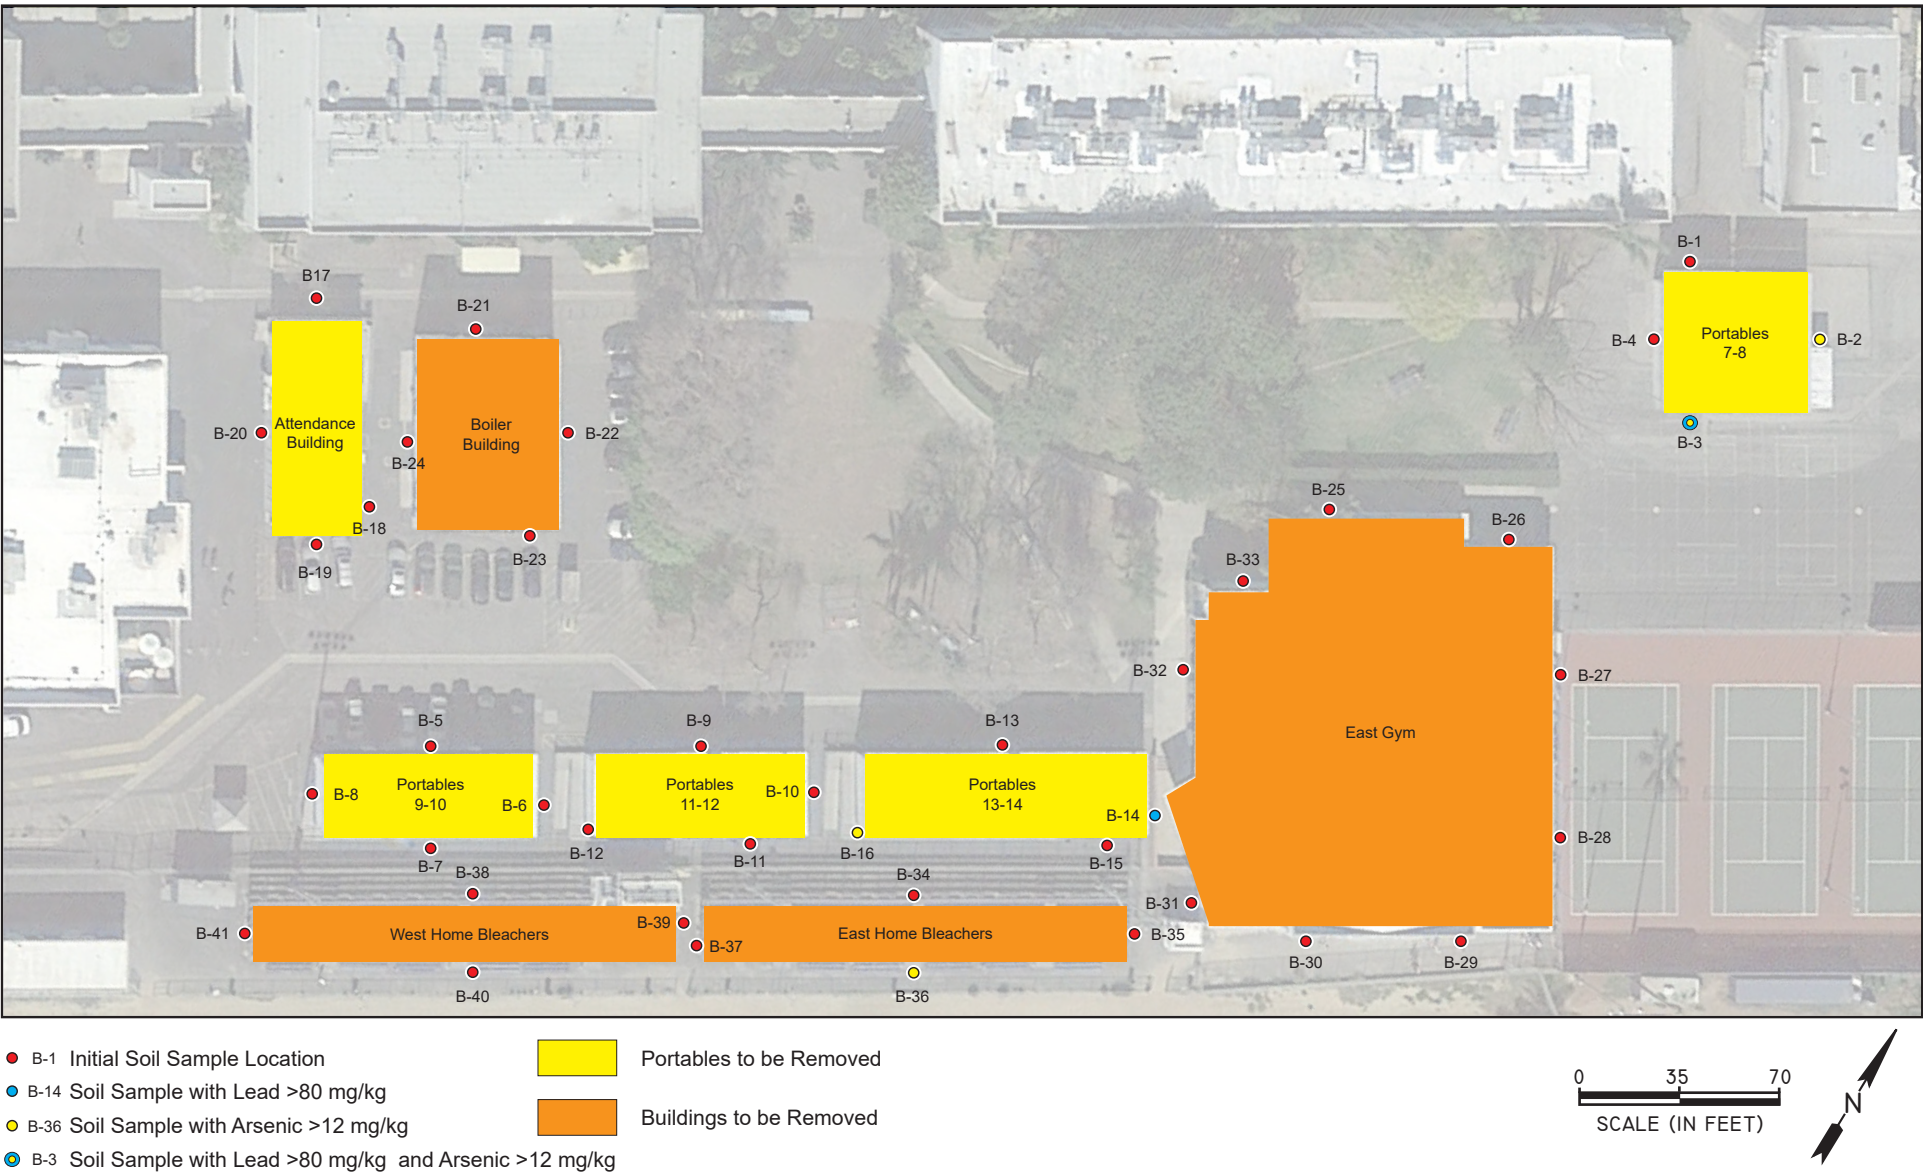 B-1
B17
B-21
B-4
Portables
7-8
B-2
B-20
Attendance
Building
Boiler
Building
B-22
B-24
B-3
B-18
B-25
B-26
B-19
B-23
B-33
B-32
B-27
B-5
B-9
B-13
East Gym
B-8
Portables
9-10
B-6
Portables
11-12
B-10
Portables
13-14
B-14
B-12
B-11
B-16
B-15
B-28
B-7
B-38
B-34
B-31
B-41
West Home Bleachers
B-39
B-37
East Home Bleachers
B-35
B-30
B-29
B-40
B-36
B-1 Initial Soil Sample Location
B-14 Soil Sample with Lead >80 mg/kg
B-36 Soil Sample with Arsenic >12 mg/kg
B-3 Soil Sample with Lead >80 mg/kg and Arsenic >12 mg/kg
Portables to be Removed
Buildings to be Removed
0 35 70
SCALE (IN FEET)
N